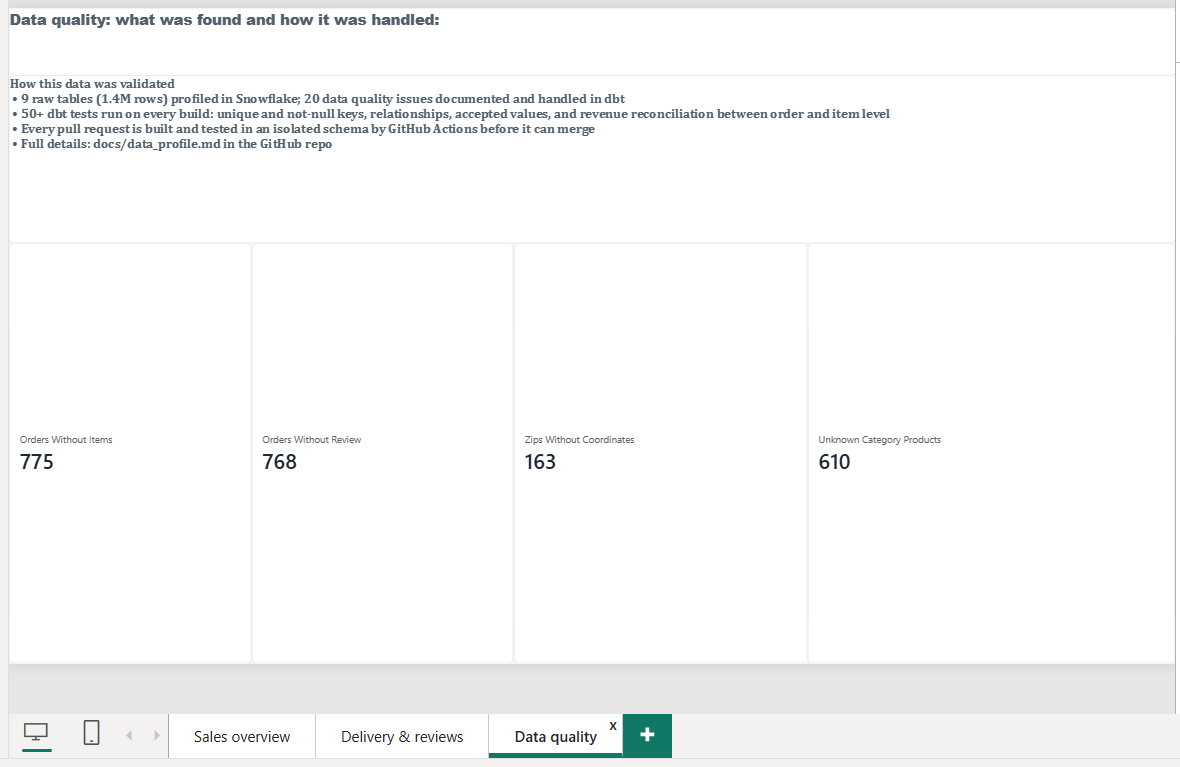 Data quality: what was found and how it was handled:
How this data was validated
• 9 raw tables (1.4M rows) profiled in Snowflake; 20 data quality issues documented and handled in dbt
• 50+ dbt tests run on every build: unique and not-null keys, relationships, accepted values, and revenue reconciliation between order and item level
• Every pull request is built and tested in an isolated schema by GitHub Actions before it can merge
• Full details: docs/data_profile.md in the GitHub repo
Orders Without Items
775
Orders Without Review
768
Zips Without Coordinates
163
Unknown Category Products
610
Sales overview
Delivery & reviews
Data quality
x
+